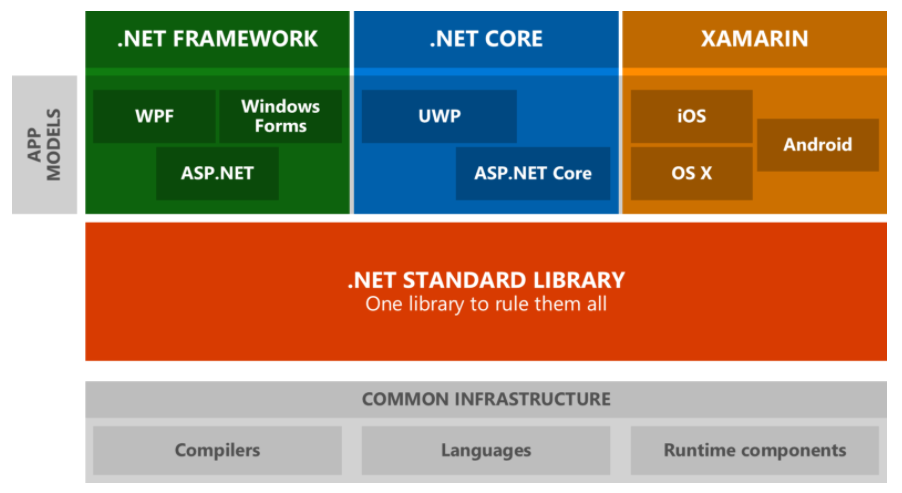 .NET FRAMEWORK
.NET CORE
XAMARIN
APP
MODELS
WPF
Windows
Forms
ASP.NET
UWP
ASP.NET Core
iOS
Android
OS X
.NET STANDARD LIBRARY
One library to rule them all
COMMON INFRASTRUCTURE
Compilers
Languages
Runtime components